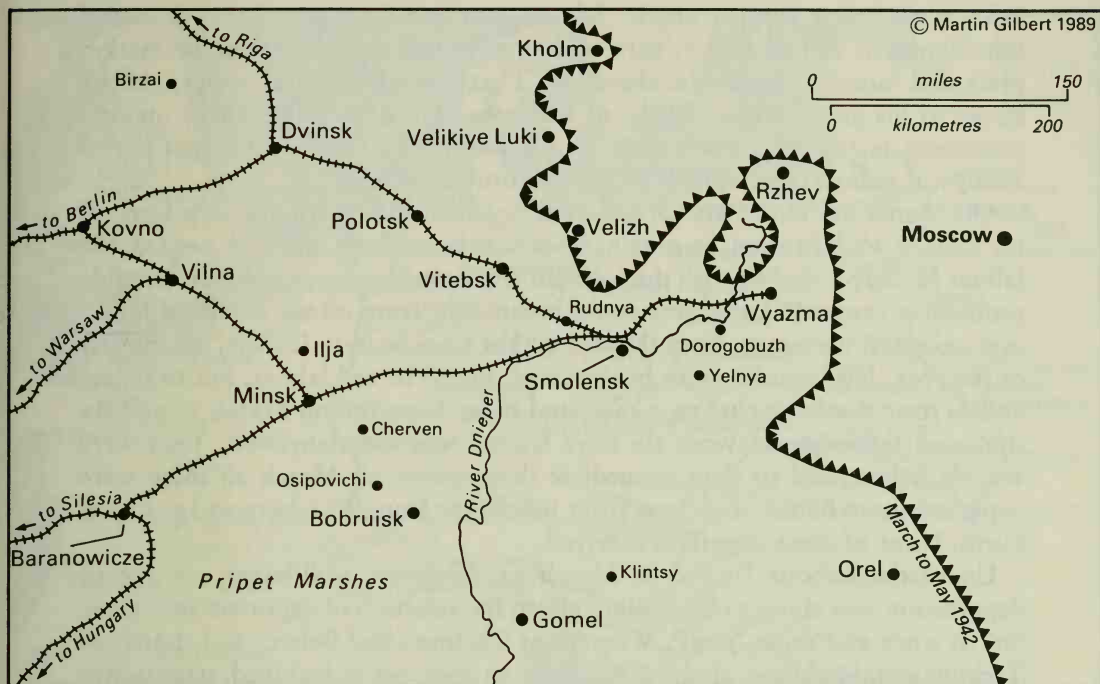 © Martin Gilbert 1989
to Riga
Kholm
0 miles 150
Birzai
0 kilometres 200
Dvinsk
Velikiye Luki
Rzhev
to Berlin
Kovno
Polotsk
Velizh
Moscow
Vilna
Vitebsk
Rudnya
Vyazma
to Warsaw
Ilja
Dorogobuzh
Smolensk
Yelnya
Minsk
Cherven
River Dnieper
Osipovichi
to Silesia
Bobruisk
March to May 1942
Baranowicze
Orel
Pripet Marshes
Klintsy
Gomel
to Hungary